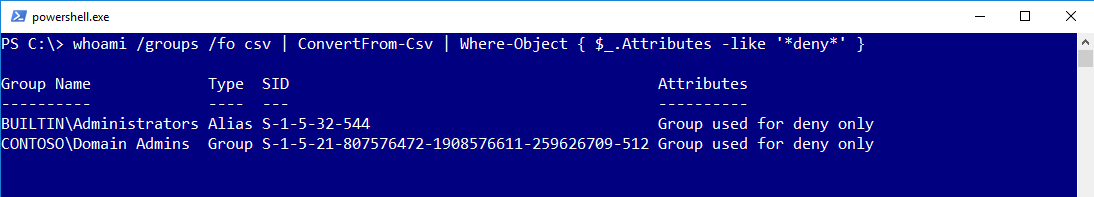 powershell.exe
PS C:\> whoami /groups /fo csv | ConvertFrom-Csv | Where-Object { $_.Attributes -like '*deny*' }
Group Name Type SID Attributes
---------- ---- --- ----------
BUILTIN\Administrators Alias S-1-5-32-544 Group used for deny only
CONTOSO\Domain Admins Group S-1-5-21-807576472-1908576611-259626709-512 Group used for deny only